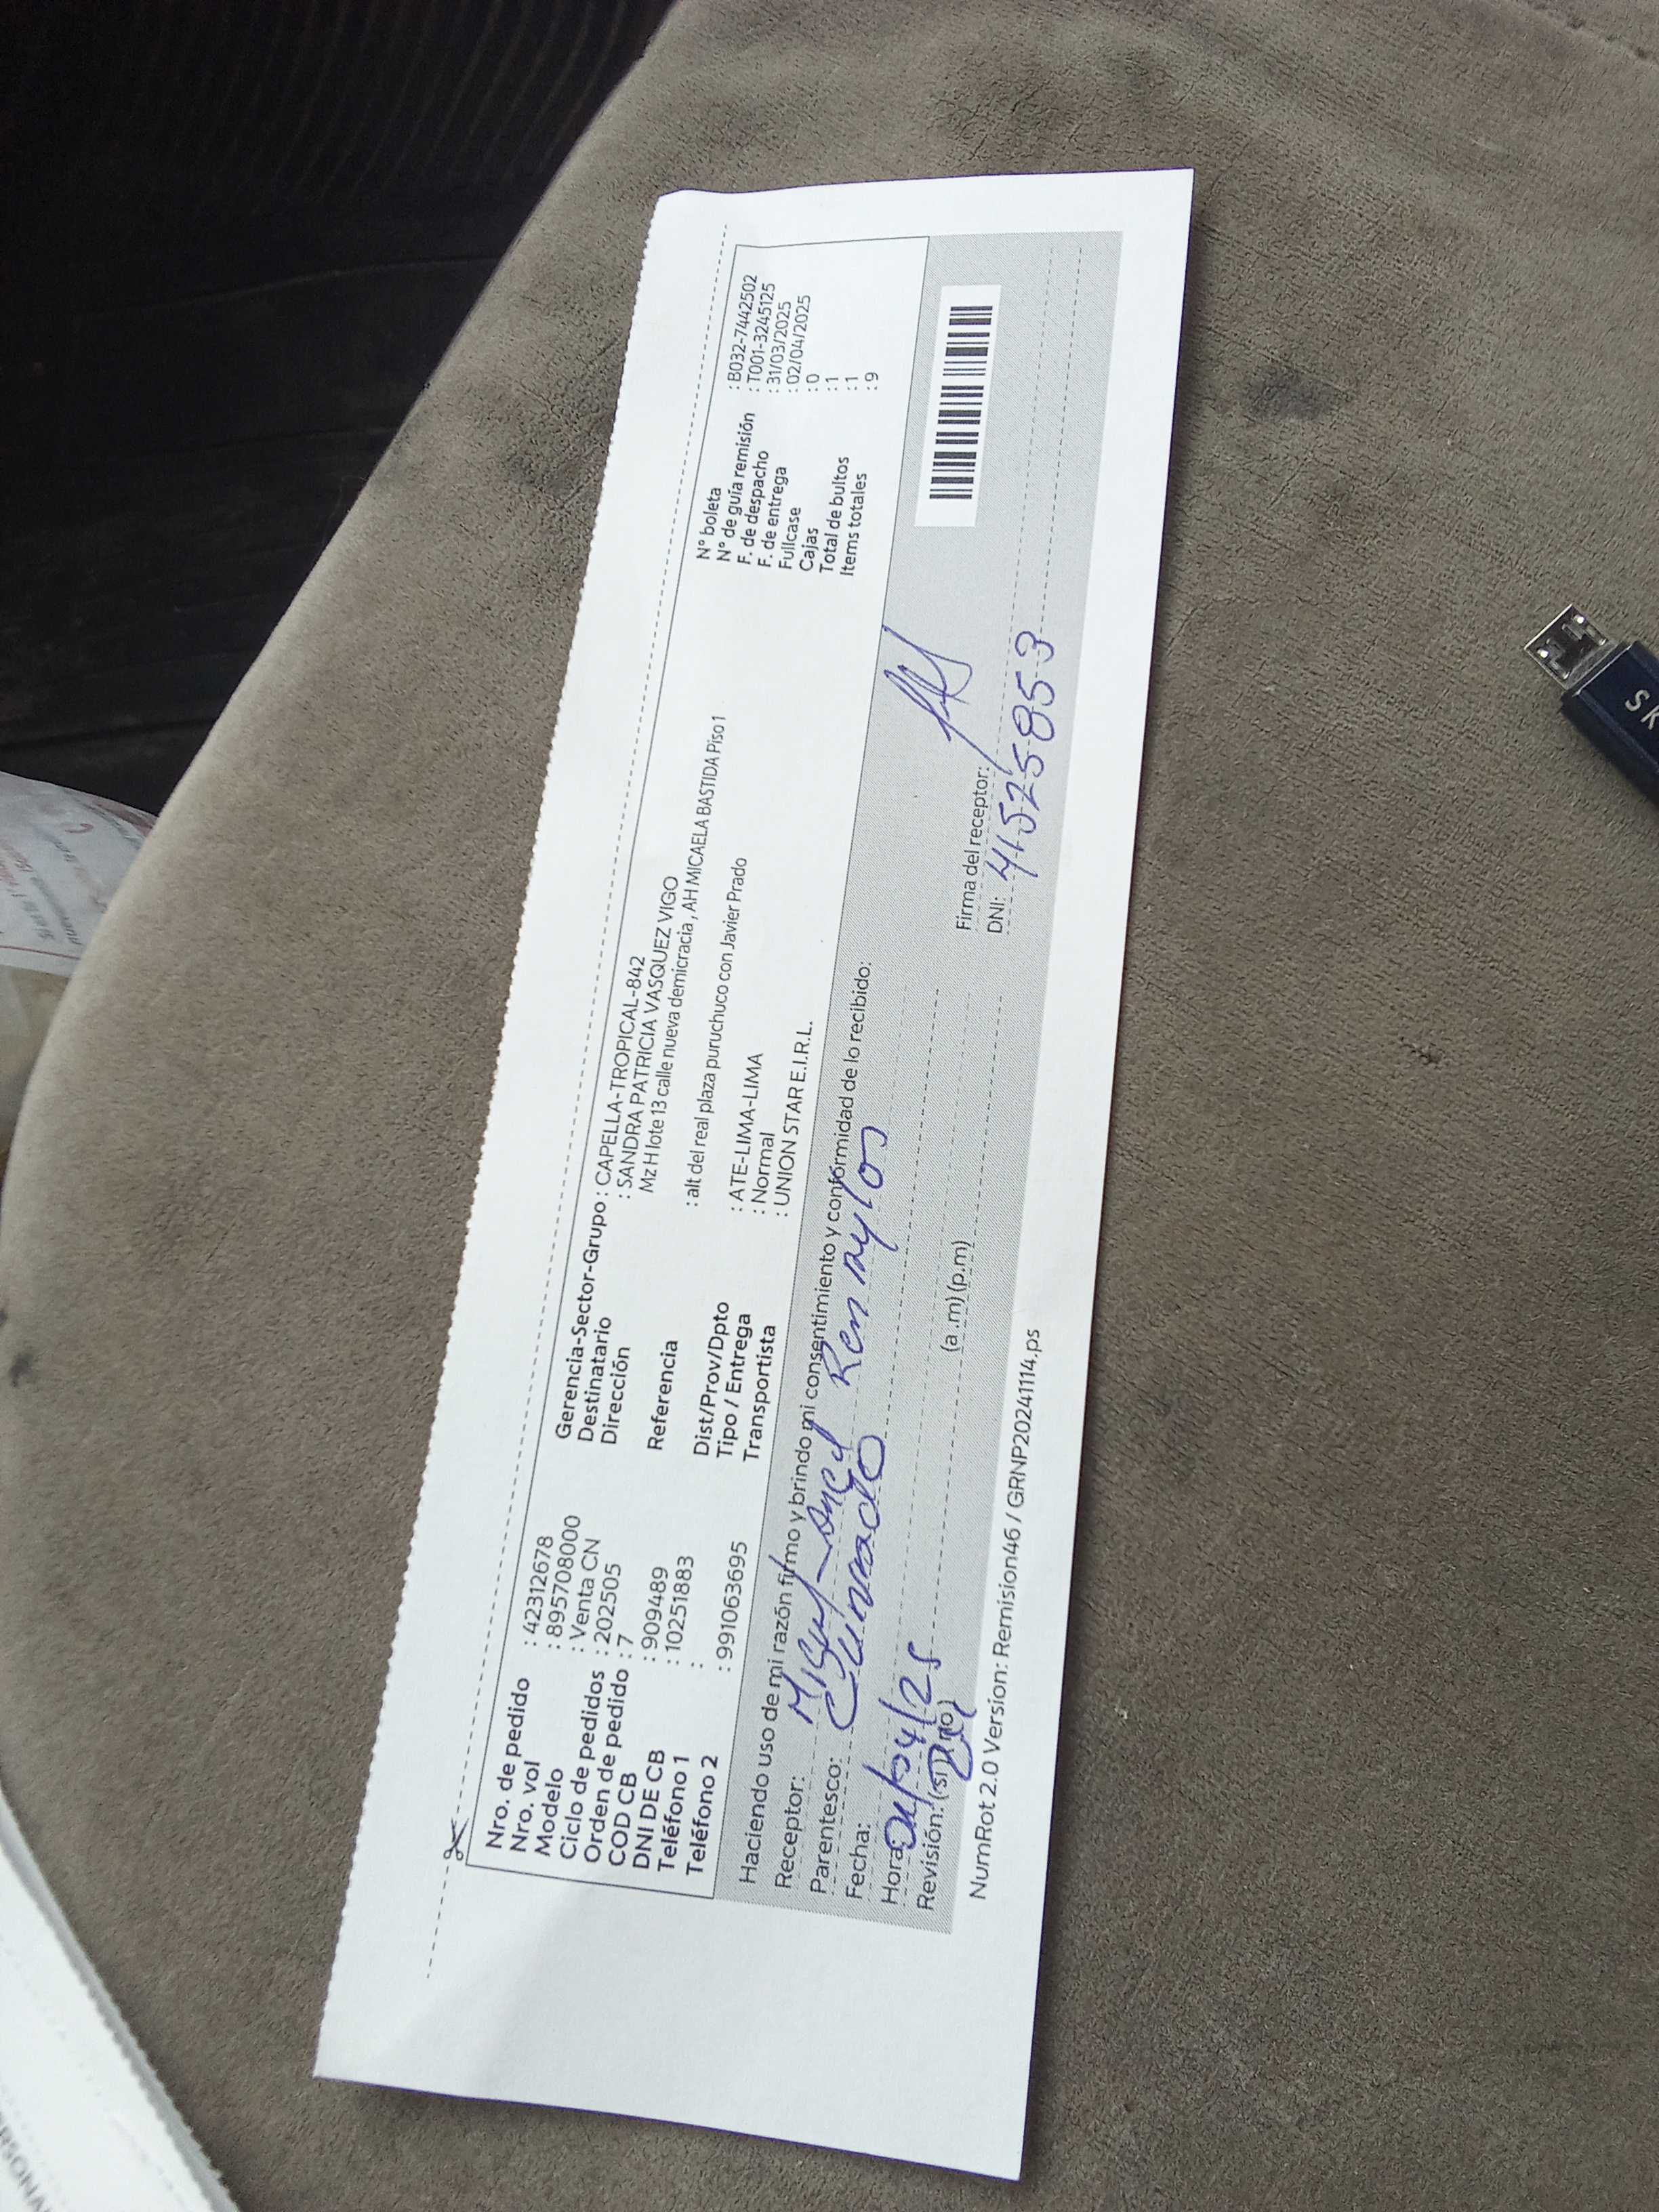 Nro. de pedido : 42312678
Nro. vol : 8957708000
Modelo : Venta CN
Ciclo de pedidos : 202505
Orden de pedido : 7
COD CB
DNI DE CB : 909489
Teléfono 1 : 10251883
Teléfono 2 :
: 991063695
Gerencia-Sector-Grupo : CAPELLA-TROPICAL-842
Destinatario : SANDRA PATRICIA VASQUEZ VIGO
Dirección Mz H lote 13 calle nueva demicracia , AH MICAELA BASTIDA Piso 1
Referencia : alt del real plaza puruchuco con Javier Prado
Dist/Prov/Dpto : ATE-LIMA-LIMA
Tipo / Entrega : Normal
Transportista : UNION STAR E.I.R.L.
N° boleta : B032-7442502
N° de guía remisión : T001-3245125
F. de despacho : 31/03/2025
F. de entrega : 02/04/2025
Fullcase : 0
Cajas : 1
Total de bultos : 1
Items totales : 9
Haciendo uso de mi razón firmo y brindo mi consentimiento y conformidad de lo recibido:
Receptor: Miguel Ren
Parentesco:
Fecha: /04/25
Hora: (a .m) (p.m)
Revisión: (si) (no)
Firma del receptor:
DNI: 41525853
NumRot 2.0 Version: Remision46 / GRNP20241114.ps
SK